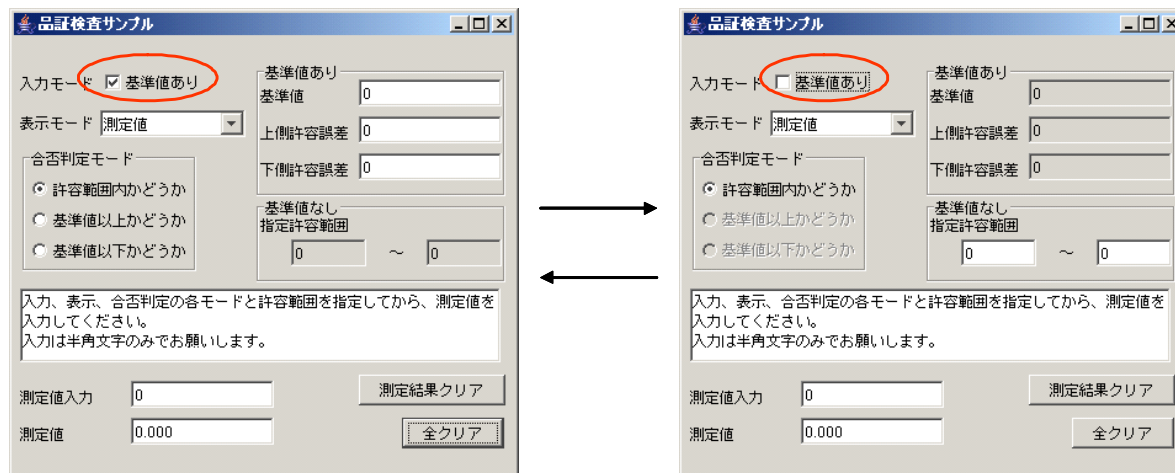 品証検査サンプル
入力モード 基準値あり
表示モード 測定値
合否判定モード
許容範囲内かどうか
基準値以上かどうか
基準値以下かどうか
基準値あり
基準値 0
上側許容誤差 0
下側許容誤差 0
基準値なし
指定許容範囲
0 ～ 0
入力、表示、合否判定の各モードと許容範囲を指定してから、測定値を
入力してください。
入力は半角文字のみでお願いします。
測定値入力 0
測定結果クリア
測定値 0.000
全クリア
品証検査サンプル
入力モード 基準値あり
表示モード 測定値
合否判定モード
許容範囲内かどうか
基準値以上かどうか
基準値以下かどうか
基準値あり
基準値 0
上側許容誤差 0
下側許容誤差 0
基準値なし
指定許容範囲
0 ～ 0
入力、表示、合否判定の各モードと許容範囲を指定してから、測定値を
入力してください。
入力は半角文字のみでお願いします。
測定値入力 0
測定結果クリア
測定値 0.000
全クリア